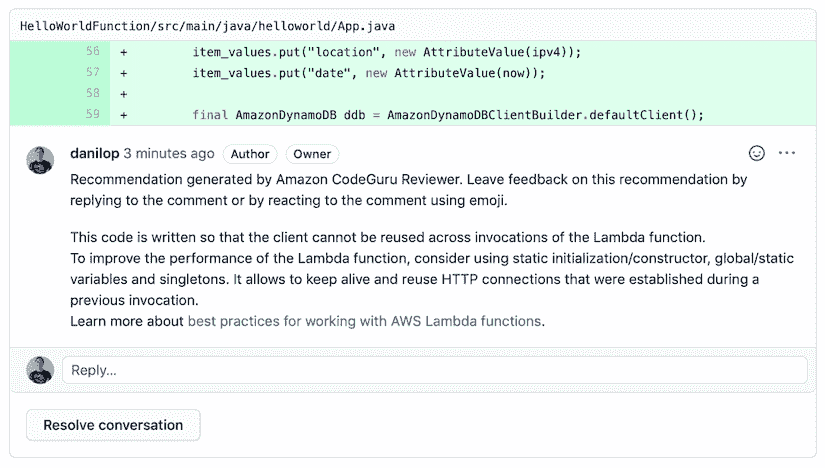 HelloWorldFunction/src/main/java/helloworld/App.java
56 + item_values.put("location", new AttributeValue(ipv4));
57 + item_values.put("date", new AttributeValue(now));
58 +
59 + final AmazonDynamoDB ddb = AmazonDynamoDBClientBuilder.defaultClient();
danilop 3 minutes ago Author Owner
Recommendation generated by Amazon CodeGuru Reviewer. Leave feedback on this recommendation by
replying to the comment or by reacting to the comment using emoji.
This code is written so that the client cannot be reused across invocations of the Lambda function.
To improve the performance of the Lambda function, consider using static initialization/constructor, global/static
variables and singletons. It allows to keep alive and reuse HTTP connections that were established during a
previous invocation.
Learn more about best practices for working with AWS Lambda functions.
Reply...
Resolve conversation